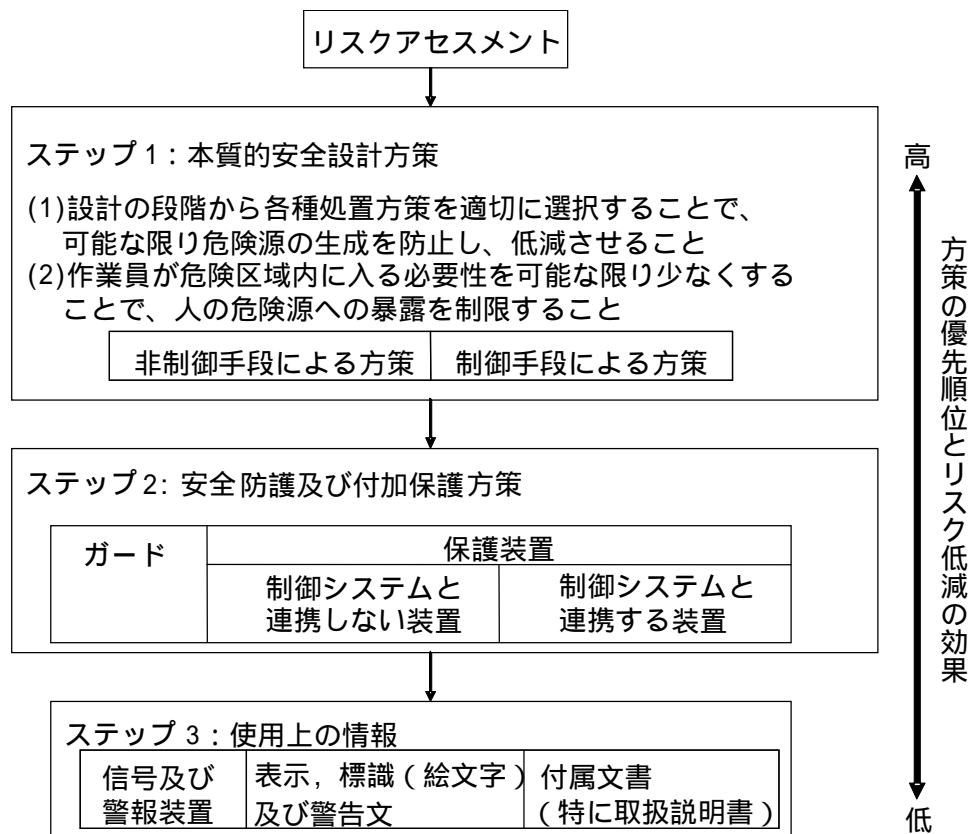 リスクアセスメント
ステップ 1：本質的安全設計方策
(1)設計の段階から各種処置方策を適切に選択することで、
可能な限り危険源の生成を防止し、低減させること
(2)作業員が危険区域内に入る必要性を可能な限り少なくする
ことで、人の危険源への暴露を制限すること
非制御手段による方策
制御手段による方策
ステップ 2: 安全防護及び付加保護方策
ガード
保護装置
制御システムと
連携しない装置
制御システムと
連携する装置
ステップ 3：使用上の情報
信号及び
警報装置
表示，標識（絵文字）
及び警告文
付属文書
（特に取扱説明書）
高
方策の優先順位とリスク低減の効果
低